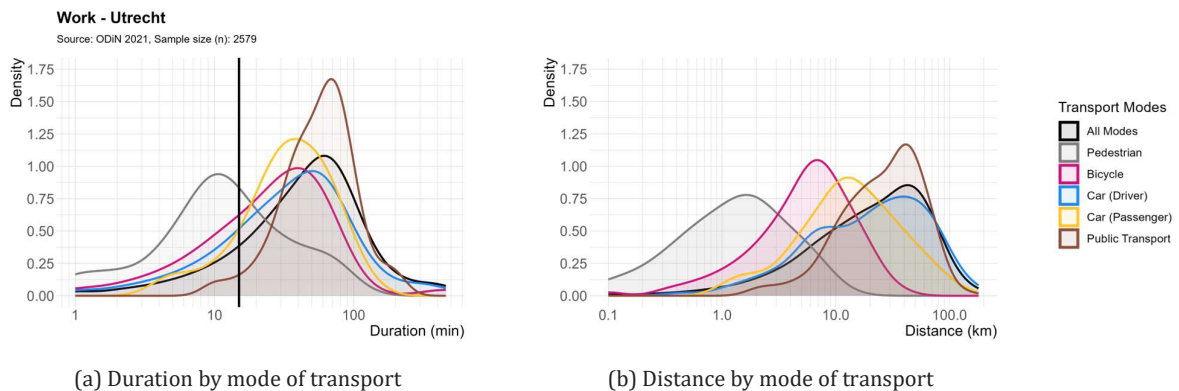 Work - Utrecht
Source: ODiN 2021, Sample size (n): 2579
Density
1.75
1.50
1.25
1.00
0.75
0.50
0.25
0.00
1
10
100
Duration (min)
(a) Duration by mode of transport
Density
1.75
1.50
1.25
1.00
0.75
0.50
0.25
0.00
0.1
1.0
10.0
100.0
Distance (km)
(b) Distance by mode of transport
Transport Modes
All Modes
Pedestrian
Bicycle
Car (Driver)
Car (Passenger)
Public Transport